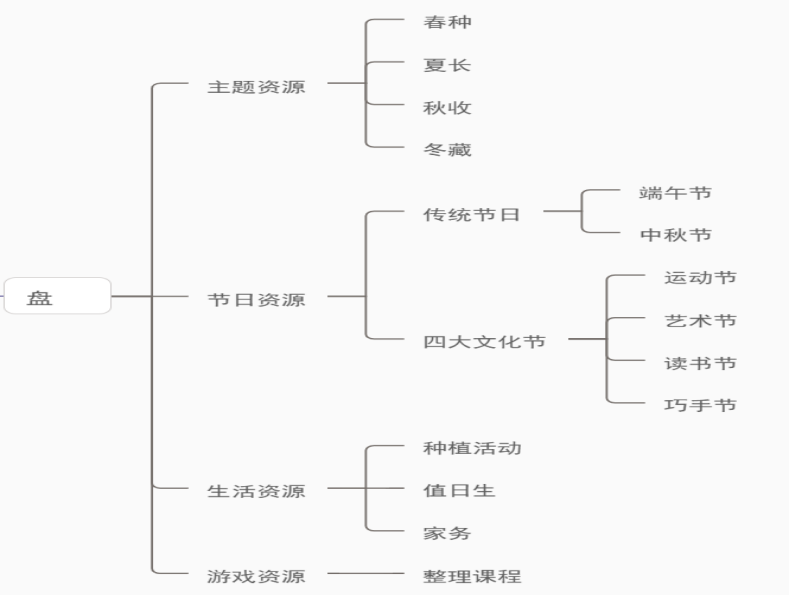 春种
主题资源
夏长
秋收
冬藏
端午节
传统节日
中秋节
运动节
盘
节日资源
艺术节
四大文化节
读书节
巧手节
种植活动
生活资源
值日生
家务
游戏资源
整理课程